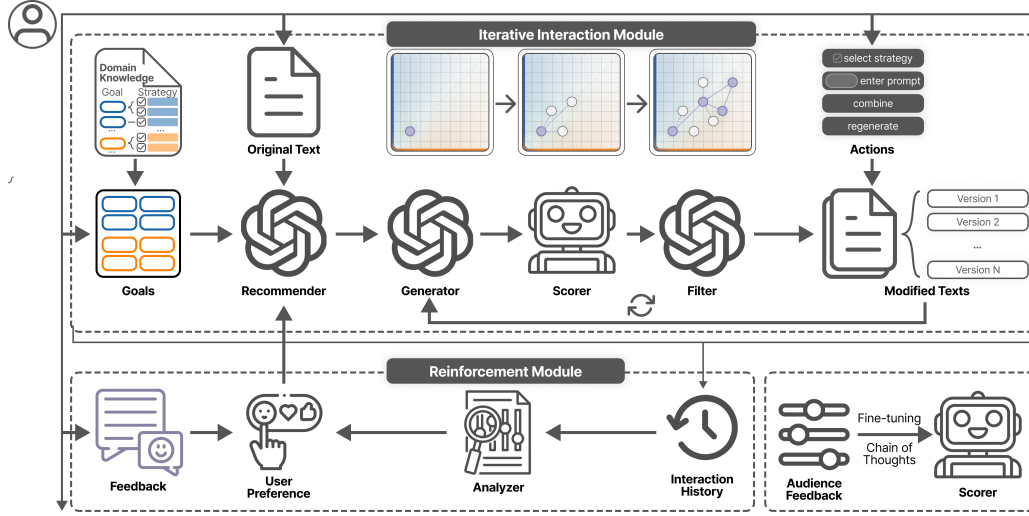 Iterative Interaction Module
Domain
Knowledge
Goal
Strategy
...
...
...
Original Text
select strategy
enter prompt
combine
regenerate
Actions
Version 1
Version 2
...
Version N
Goals
Recommender
Generator
Scorer
Filter
Modified Texts
Reinforcement Module
Feedback
User
Preference
Analyzer
Interaction
History
Fine-tuning
Chain of
Thoughts
Audience
Feedback
Scorer